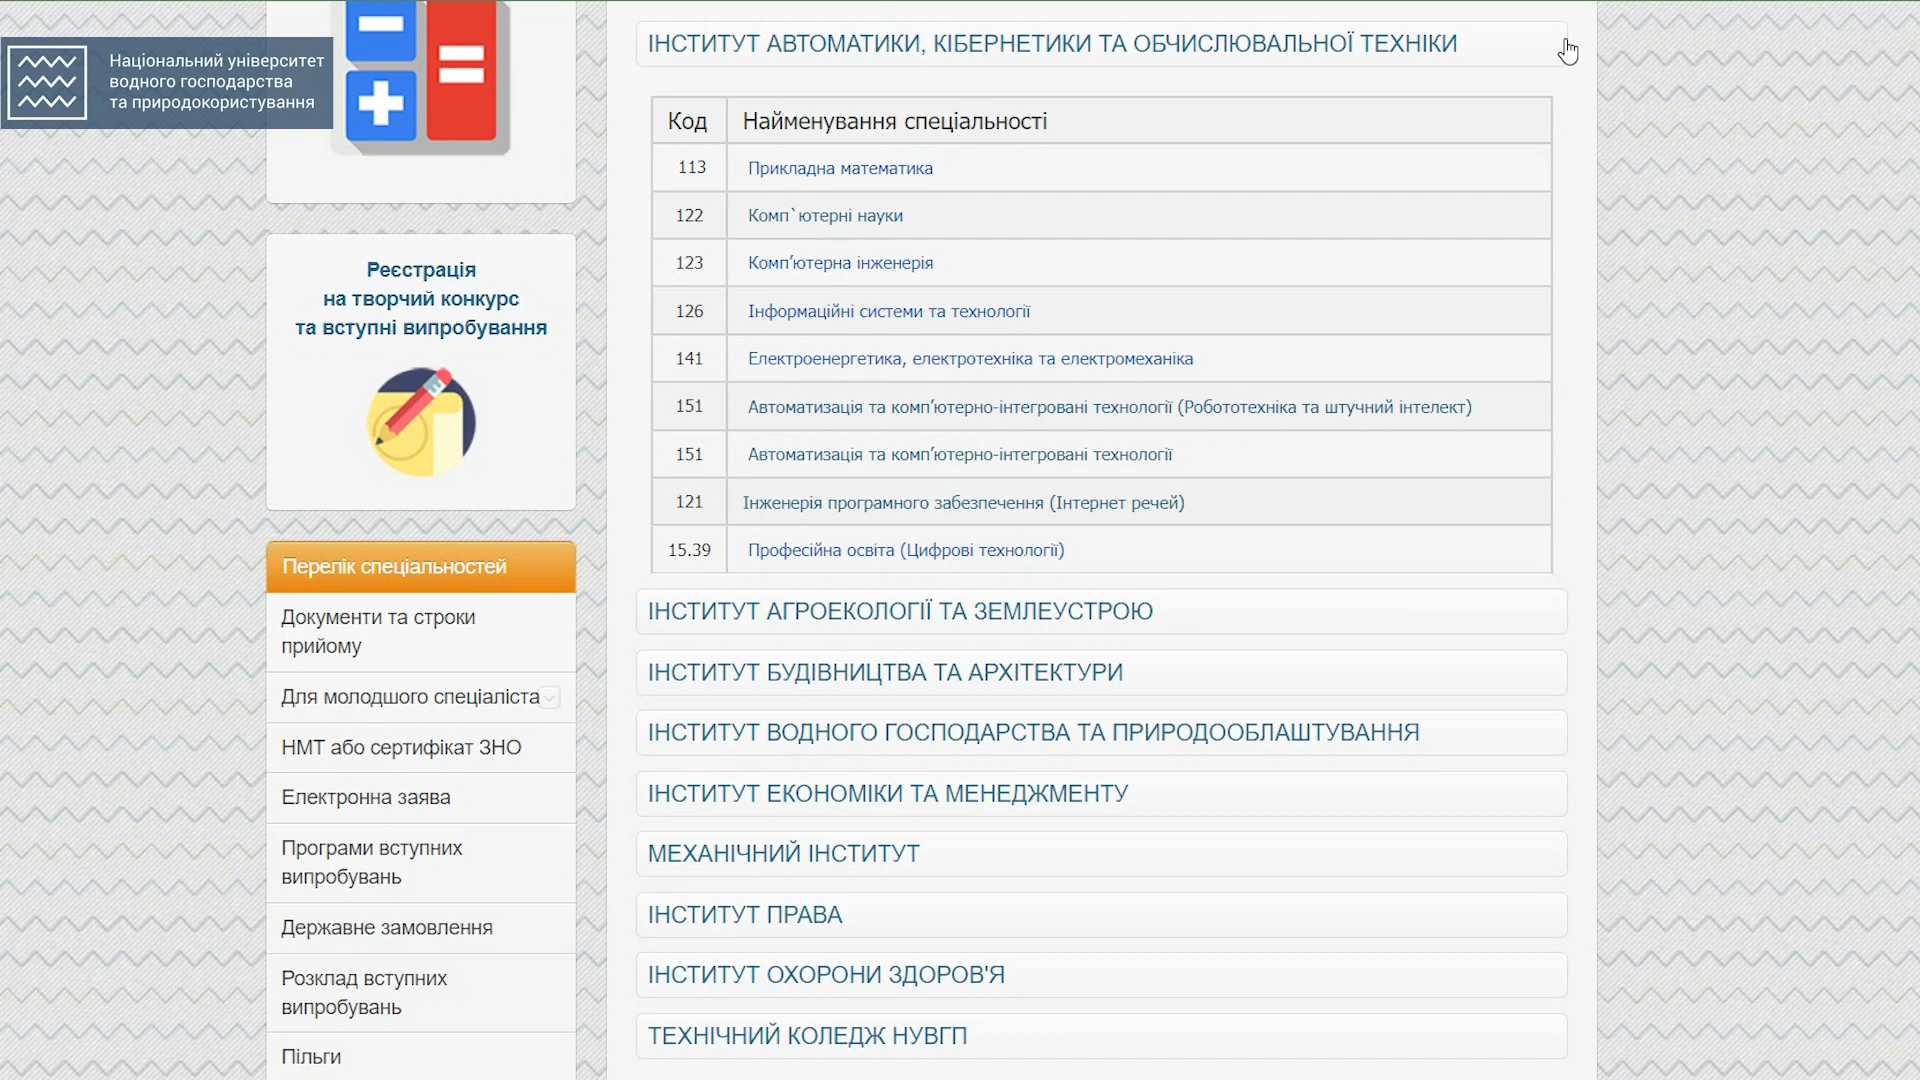 Національний університет
водного господарства
та природокористування
Реєстрація
на творчий конкурс
та вступні випробування
Перелік спеціальностей
Документи та строки
прийому
Для молодшого спеціаліста
НМТ або сертифікат ЗНО
Електронна заява
Програми вступних
випробувань
Державне замовлення
Розклад вступних
випробувань
Пільги
ІНСТИТУТ АВТОМАТИКИ, КІБЕРНЕТИКИ ТА ОБЧИСЛЮВАЛЬНОЇ ТЕХНІКИ
Код Найменування спеціальності
113 Прикладна математика
122 Комп`ютерні науки
123 Комп’ютерна інженерія
126 Інформаційні системи та технології
141 Електроенергетика, електротехніка та електромеханіка
151 Автоматизація та комп’ютерно-інтегровані технології (Робототехніка та штучний інтелект)
151 Автоматизація та комп’ютерно-інтегровані технології
121 Інженерія програмного забезпечення (Інтернет речей)
15.39 Професійна освіта (Цифрові технології)
ІНСТИТУТ АГРОЕКОЛОГІЇ ТА ЗЕМЛЕУСТРОЮ
ІНСТИТУТ БУДІВНИЦТВА ТА АРХІТЕКТУРИ
ІНСТИТУТ ВОДНОГО ГОСПОДАРСТВА ТА ПРИРОДООБЛАШТУВАННЯ
ІНСТИТУТ ЕКОНОМІКИ ТА МЕНЕДЖМЕНТУ
МЕХАНІЧНИЙ ІНСТИТУТ
ІНСТИТУТ ПРАВА
ІНСТИТУТ ОХОРОНИ ЗДОРОВ'Я
ТЕХНІЧНИЙ КОЛЕДЖ НУВГП